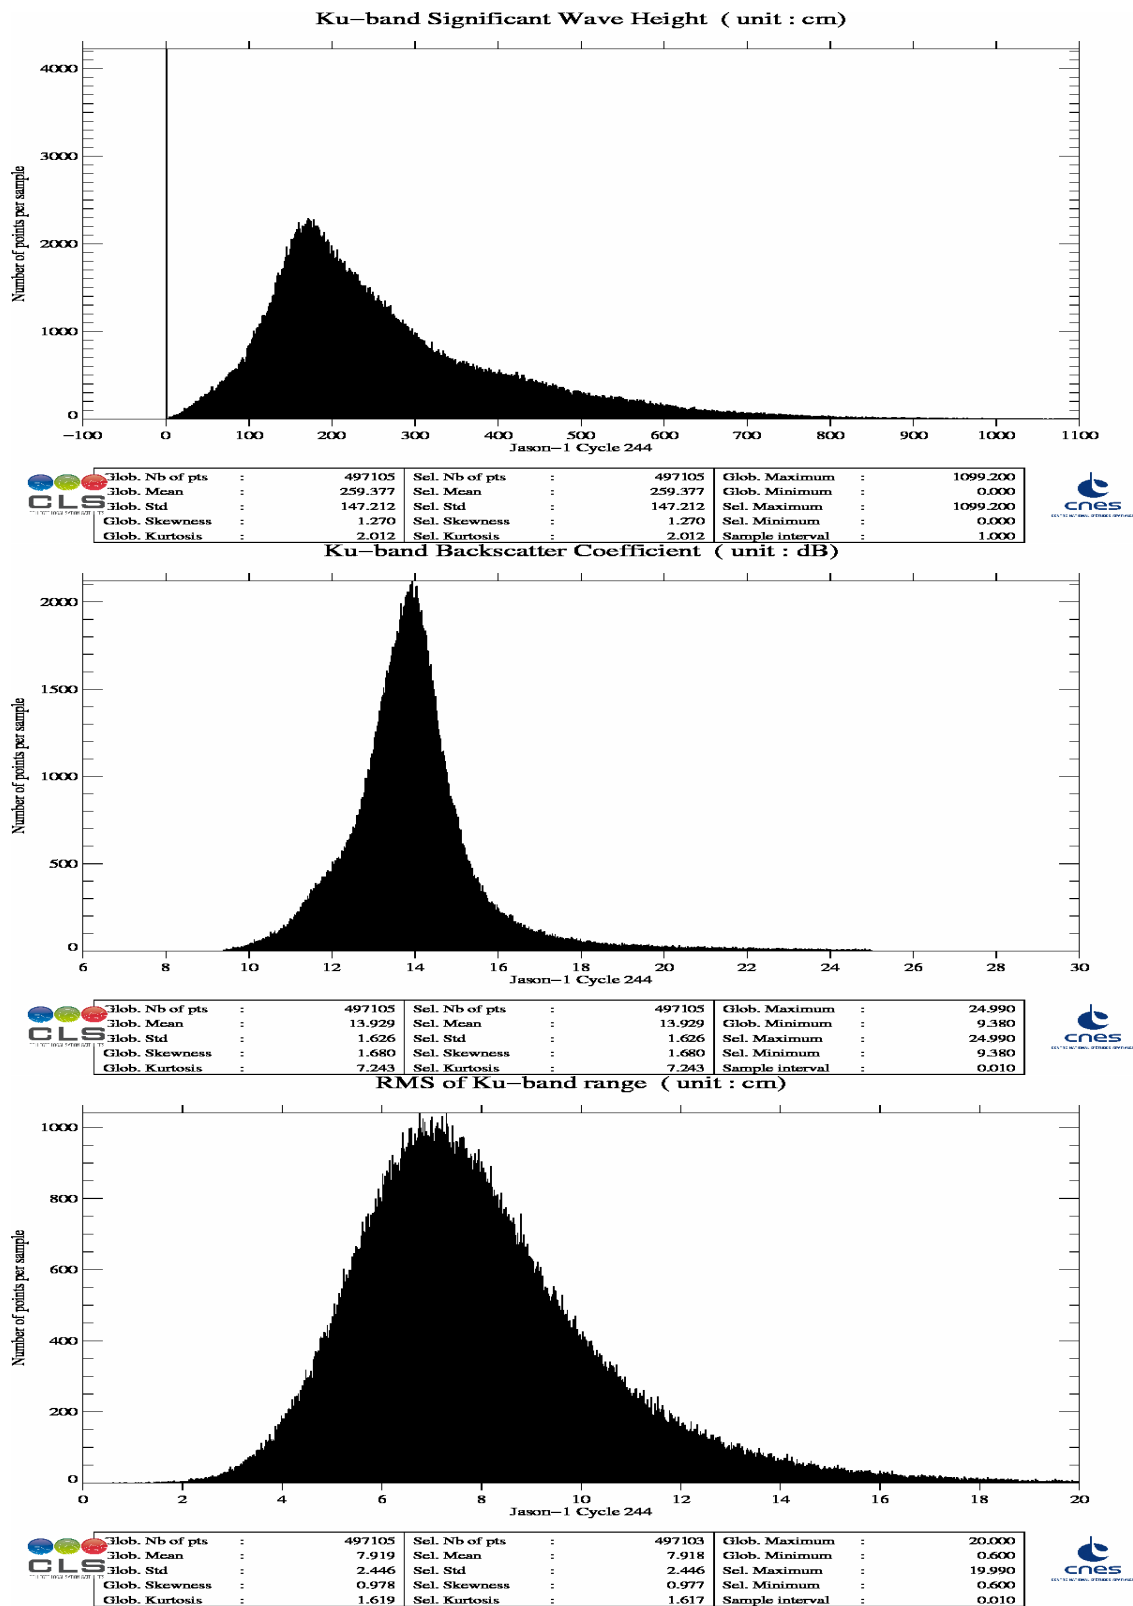 Ku-band Significant Wave Height ( unit : cm)
4000
3000
2000
1000
0
Number of points per sample
-100 0 100 200 300 400 500 600 700 800 900 1000 1100
Jason-1 Cycle 244
CLS
Glob. Nb of pts : 497105 Sel. Nb of pts : 497105 Glob. Maximum : 1099.200
Glob. Mean : 259.377 Sel. Mean : 259.377 Glob. Minimum : 0.000
Glob. Std : 147.212 Sel. Std : 147.212 Sel. Maximum : 1099.200
Glob. Skewness : 1.270 Sel. Skewness : 1.270 Sel. Minimum : 0.000
Glob. Kurtosis : 2.012 Sel. Kurtosis : 2.012 Sample interval : 1.000
cnes
Ku-band Backscatter Coefficient ( unit : dB)
2000
1500
1000
500
0
Number of points per sample
6 8 10 12 14 16 18 20 22 24 26 28 30
Jason-1 Cycle 244
CLS
Glob. Nb of pts : 497105 Sel. Nb of pts : 497105 Glob. Maximum : 24.990
Glob. Mean : 13.929 Sel. Mean : 13.929 Glob. Minimum : 9.380
Glob. Std : 1.626 Sel. Std : 1.626 Sel. Maximum : 24.990
Glob. Skewness : 1.680 Sel. Skewness : 1.680 Sel. Minimum : 9.380
Glob. Kurtosis : 7.243 Sel. Kurtosis : 7.243 Sample interval : 0.010
cnes
RMS of Ku-band range ( unit : cm)
1000
800
600
400
200
0
Number of points per sample
0 2 4 6 8 10 12 14 16 18 20
Jason-1 Cycle 244
CLS
Glob. Nb of pts : 497105 Sel. Nb of pts : 497103 Glob. Maximum : 20.000
Glob. Mean : 7.919 Sel. Mean : 7.918 Glob. Minimum : 0.600
Glob. Std : 2.446 Sel. Std : 2.446 Sel. Maximum : 19.990
Glob. Skewness : 0.978 Sel. Skewness : 0.977 Sel. Minimum : 0.600
Glob. Kurtosis : 1.619 Sel. Kurtosis : 1.617 Sample interval : 0.010
cnes